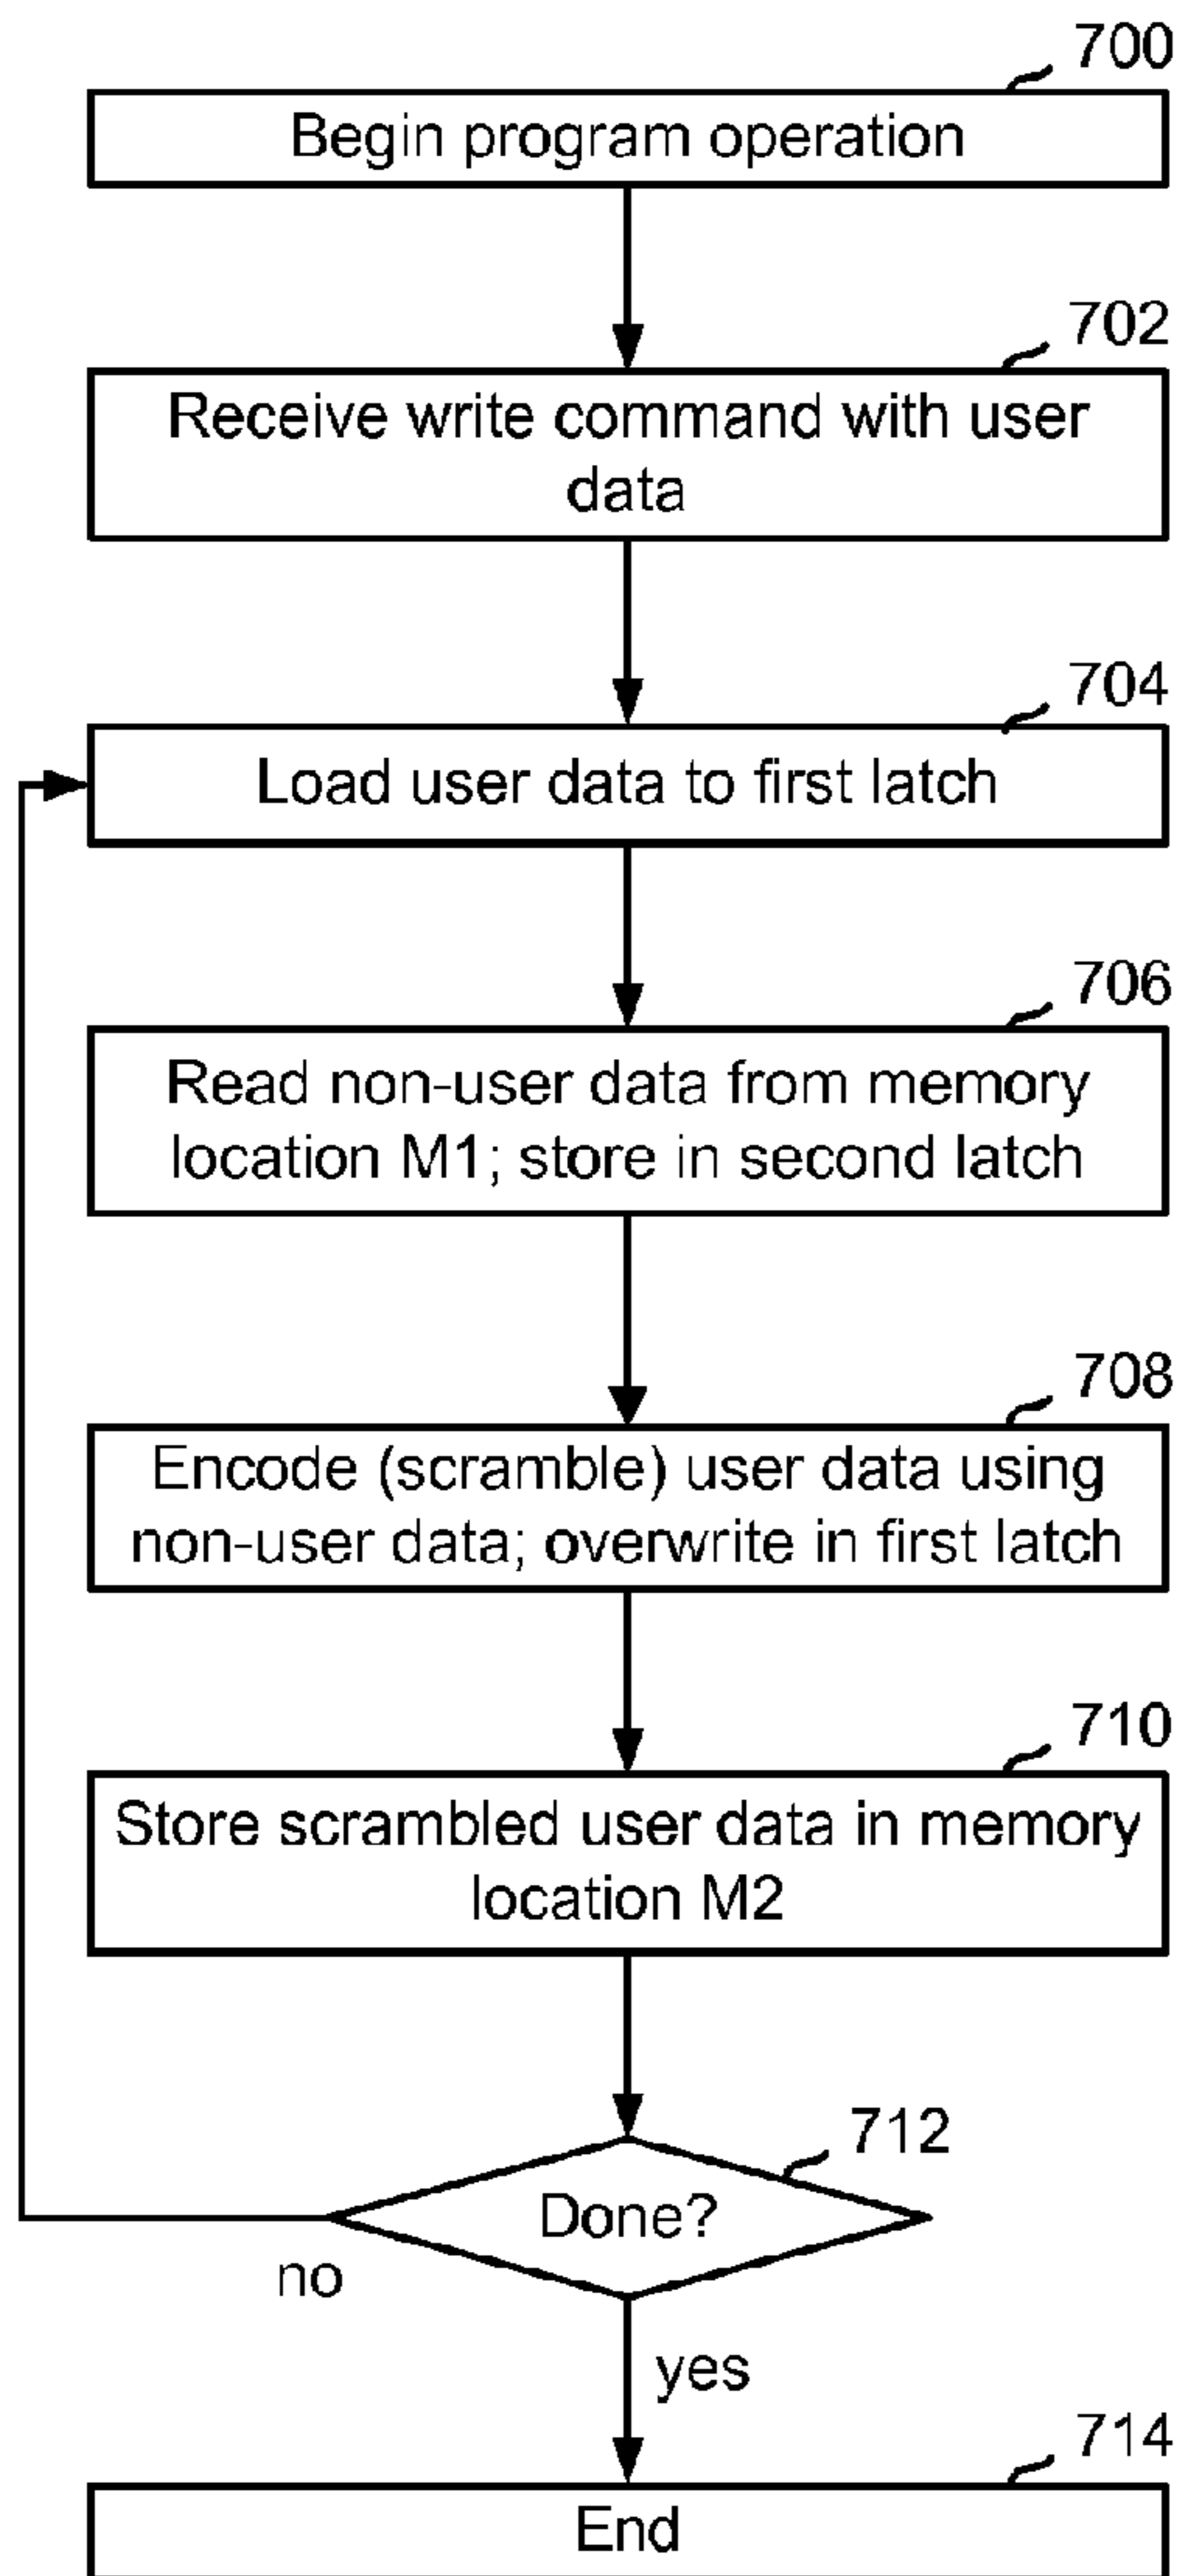 700
Begin program operation
702
Receive write command with user
data
704
Load user data to first latch
706
Read non-user data from memory
location M1; store in second latch
708
Encode (scramble) user data using
non-user data; overwrite in first latch
710
Store scrambled user data in memory
location M2
712
Done?
no
yes
714
End